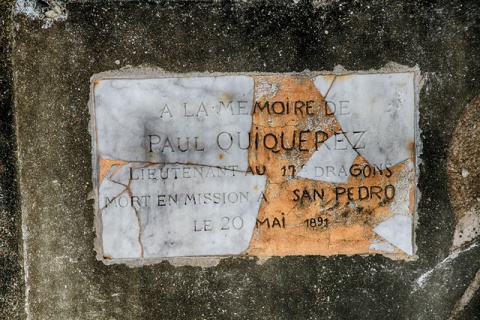 A LA MEMOIRE DE
PAUL QUIQUEREZ
LIEUTENANT AU 17E DRAGONS
MORT EN MISSION A SAN PEDRO
LE 20 MAI 1891